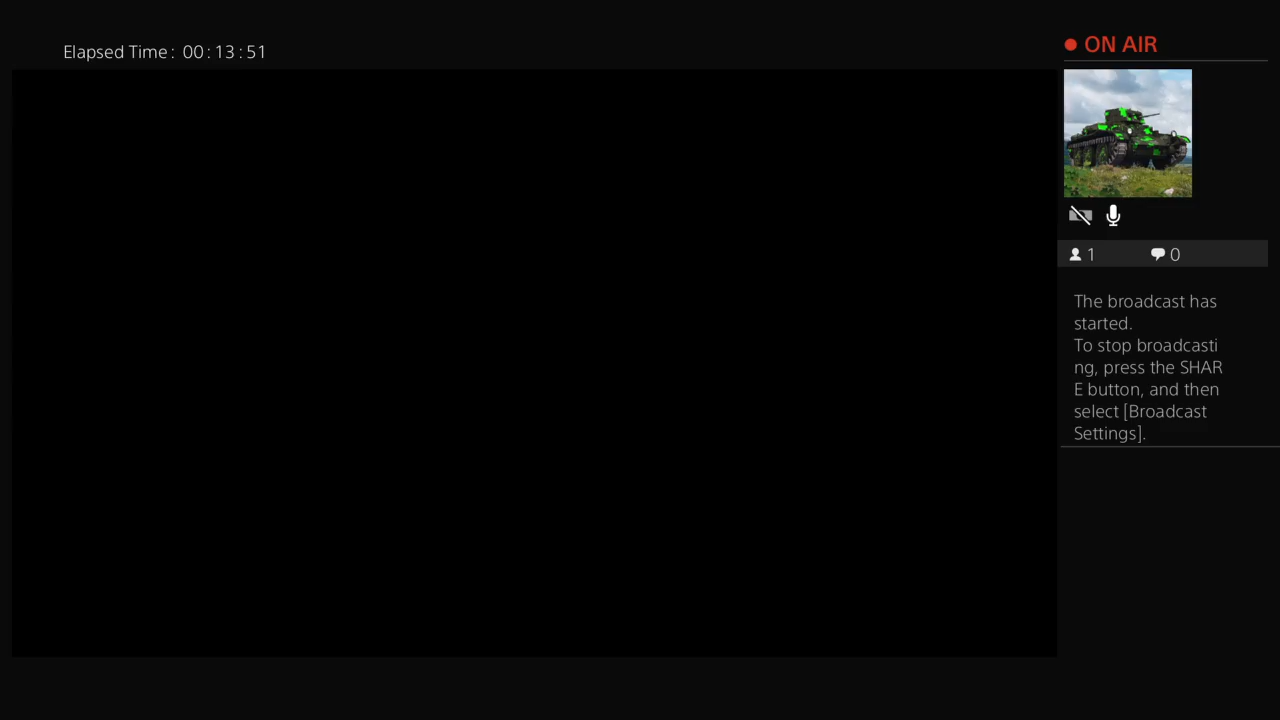 Elapsed Time: 00:13:51
ON AIR
1 0
The broadcast has
started.
To stop broadcasti
ng, press the SHAR
E button, and then
select [Broadcast
Settings].